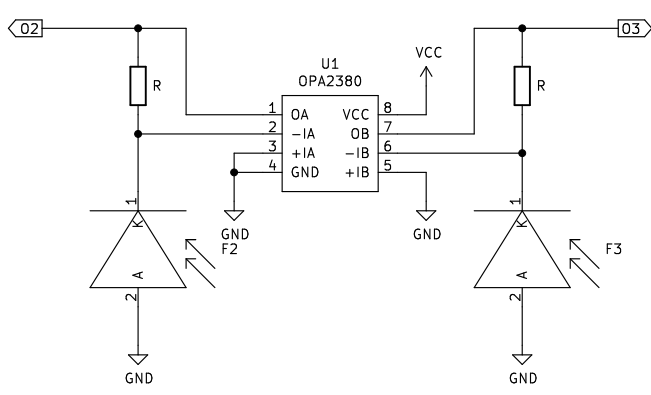 O2
O3
VCC
U1
OPA2380
R
R
1 OA VCC 8
2 -IA OB 7
3 +IA -IB 6
4 GND +IB 5
1
K
1
K
GND
GND
F2
F3
A
A
2
2
GND
GND